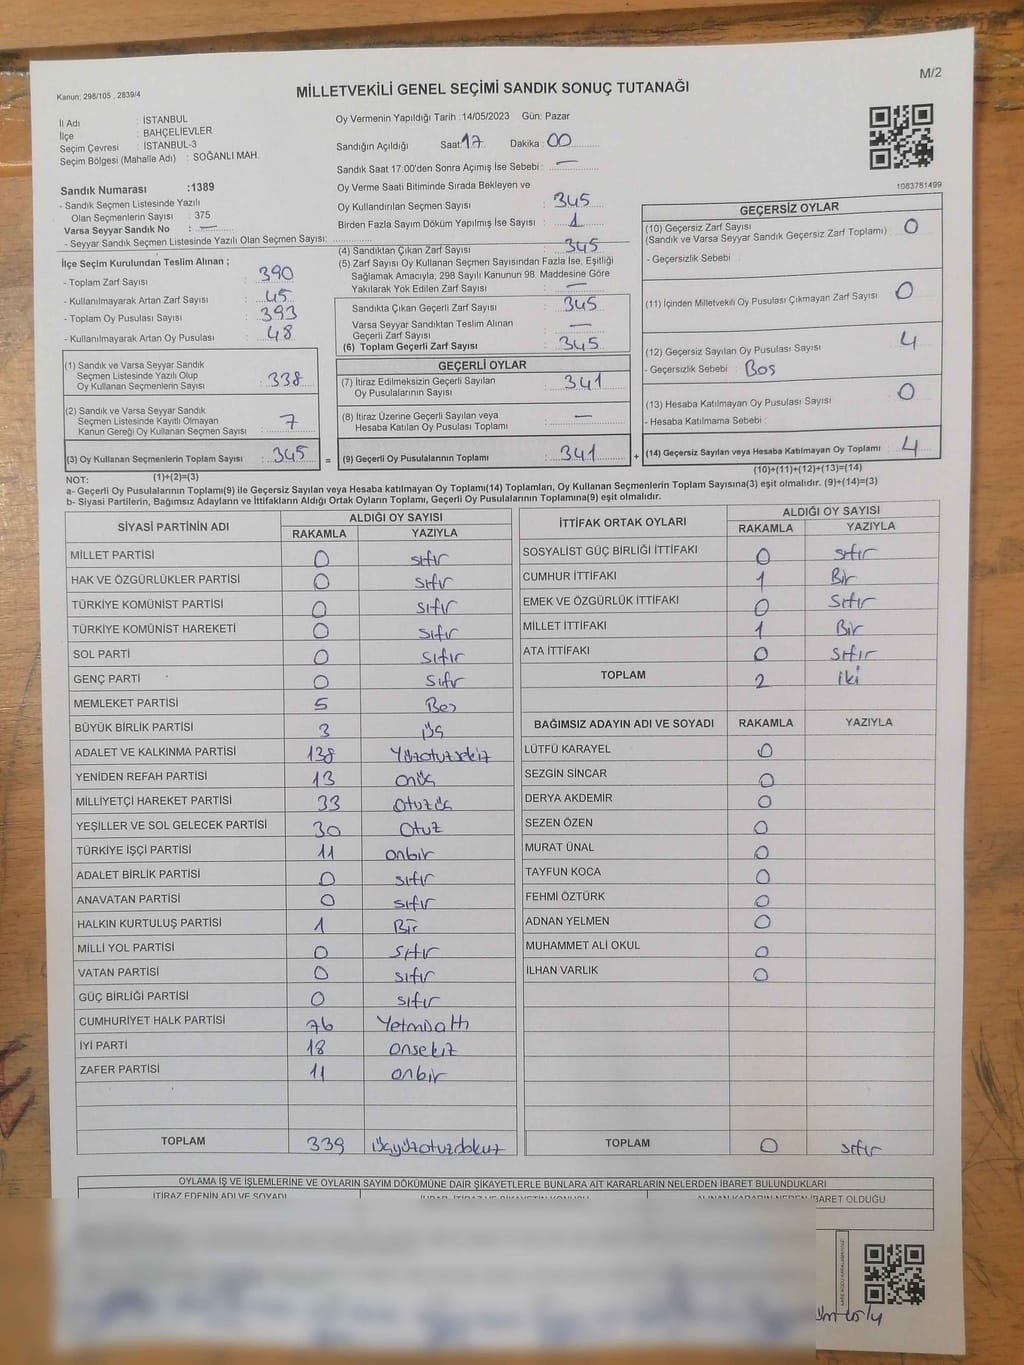 M/2
Kanun; 298/105 , 2839/4
MİLLETVEKİLİ GENEL SEÇİMİ SANDIK SONUÇ TUTANAĞI
İl Adı : İSTANBUL
İlçe : BAHÇELİEVLER
Seçim Çevresi : İSTANBUL-3
Seçim Bölgesi (Mahalle Adı) : SOĞANLI MAH.
Sandık Numarası :1389
- Sandık Seçmen Listesinde Yazılı
Olan Seçmenlerin Sayısı : 375
Varsa Seyyar Sandık No : —
- Seyyar Sandık Seçmen Listesinde Yazılı Olan Seçmen Sayısı:
İlçe Seçim Kurulundan Teslim Alınan ;
- Toplam Zarf Sayısı : 390
- Kullanılmayarak Artan Zarf Sayısı : 45
- Toplam Oy Pusulası Sayısı : 393
- Kullanılmayarak Artan Oy Pusulası : 48
(1) Sandık ve Varsa Seyyar Sandık
Seçmen Listesinde Yazılı Olup
Oy Kullanan Seçmenlerin Sayısı : 338
(2) Sandık ve Varsa Seyyar Sandık
Seçmen Listesinde Kayıtlı Olmayan
Kanun Gereği Oy Kullanan Seçmen Sayısı : 7
(3) Oy Kullanan Seçmenlerin Toplam Sayısı : 345
(1)+(2)=(3)
Oy Vermenin Yapıldığı Tarih :14/05/2023 Gün: Pazar
Sandığın Açıldığı Saat: 17 Dakika : 00
Sandık Saat 17:00'den Sonra Açımış İse Sebebi : —
Oy Verme Saati Bitiminde Sırada Bekleyen ve
Oy Kullandırılan Seçmen Sayısı : 345
Birden Fazla Sayım Döküm Yapılmış İse Sayısı : 1
(4) Sandıktan Çıkan Zarf Sayısı : 345
(5) Zarf Sayısı Oy Kullanan Seçmen Sayısından Fazla İse, Eşitliği
Sağlamak Amacıyla; 298 Sayılı Kanunun 98. Maddesine Göre
Yakılarak Yok Edilen Zarf Sayısı : —
Sandıkta Çıkan Geçerli Zarf Sayısı : 345
Varsa Seyyar Sandıktan Teslim Alınan
Geçerli Zarf Sayısı : —
(6) Toplam Geçerli Zarf Sayısı : 345
GEÇERLİ OYLAR
(7) İtiraz Edilmeksizin Geçerli Sayılan
Oy Pusulalarının Sayısı : 341
(8) İtiraz Üzerine Geçerli Sayılan veya
Hesaba Katılan Oy Pusulası Toplamı : —
= (9) Geçerli Oy Pusulalarının Toplamı : 341 +
1083781499
GEÇERSİZ OYLAR
(10) Geçersiz Zarf Sayısı
(Sandık ve Varsa Seyyar Sandık Geçersiz Zarf Toplamı) : 0
- Geçersizlik Sebebi :
(11) İçinden Milletvekili Oy Pusulası Çıkmayan Zarf Sayısı : 0
(12) Geçersiz Sayılan Oy Pusulası Sayısı : 4
- Geçersizlik Sebebi : Boş
(13) Hesaba Katılmayan Oy Pusulası Sayısı : 0
- Hesaba Katılmama Sebebi :
(14) Geçersiz Sayılan veya Hesaba Katılmayan Oy Toplamı : 4
(10)+(11)+(12)+(13)=(14)
NOT:
a- Geçerli Oy Pusulalarının Toplamı(9) ile Geçersiz Sayılan veya Hesaba katılmayan Oy Toplamı(14) Toplamları, Oy Kullanan Seçmenlerin Toplam Sayısına(3) eşit olmalıdır. (9)+(14)=(3)
b- Siyasi Partilerin, Bağımsız Adayların ve İttifakların Aldığı Ortak Oyların Toplamı, Geçerli Oy Pusulalarının Toplamına(9) eşit olmalıdır.
SİYASİ PARTİNİN ADI ALDIĞI OY SAYISI
RAKAMLA YAZIYLA
MİLLET PARTİSİ 0 sıfır
HAK VE ÖZGÜRLÜKLER PARTİSİ 0 sıfır
TÜRKİYE KOMÜNİST PARTİSİ 0 sıfır
TÜRKİYE KOMÜNİST HAREKETİ 0 sıfır
SOL PARTİ 0 sıfır
GENÇ PARTİ 0 sıfır
MEMLEKET PARTİSİ 5 Beş
BÜYÜK BİRLİK PARTİSİ 3 üç
ADALET VE KALKINMA PARTİSİ 138 Yüzotuzsekiz
YENİDEN REFAH PARTİSİ 13 onüç
MİLLİYETÇİ HAREKET PARTİSİ 33 otuzüç
YEŞİLLER VE SOL GELECEK PARTİSİ 30 otuz
TÜRKİYE İŞÇİ PARTİSİ 11 onbir
ADALET BİRLİK PARTİSİ 0 sıfır
ANAVATAN PARTİSİ 0 sıfır
HALKIN KURTULUŞ PARTİSİ 1 Bir
MİLLİ YOL PARTİSİ 0 sıfır
VATAN PARTİSİ 0 sıfır
GÜÇ BİRLİĞİ PARTİSİ 0 sıfır
CUMHURİYET HALK PARTİSİ 76 Yetmişaltı
İYİ PARTİ 18 onsekiz
ZAFER PARTİSİ 11 onbir
TOPLAM 339 üçyüzotuzdokuz
İTTİFAK ORTAK OYLARI ALDIĞI OY SAYISI
RAKAMLA YAZIYLA
SOSYALİST GÜÇ BİRLİĞİ İTTİFAKI 0 sıfır
CUMHUR İTTİFAKI 1 Bir
EMEK VE ÖZGÜRLÜK İTTİFAKI 0 sıfır
MİLLET İTTİFAKI 1 Bir
ATA İTTİFAKI 0 sıfır
TOPLAM 2 iki
BAĞIMSIZ ADAYIN ADI VE SOYADI RAKAMLA YAZIYLA
LÜTFÜ KARAYEL 0
SEZGİN SİNCAR 0
DERYA AKDEMİR 0
SEZEN ÖZEN 0
MURAT ÜNAL 0
TAYFUN KOCA 0
FEHMİ ÖZTÜRK 0
ADNAN YELMEN 0
MUHAMMET ALİ OKUL 0
İLHAN VARLIK 0
TOPLAM 0 sıfır
OYLAMA İŞ VE İŞLEMLERİNE VE OYLARIN SAYIM DÖKÜMÜNE DAİR ŞİKAYETLERLE BUNLARA AİT KARARLARIN NELERDEN İBARET BULUNDUKLARI
İTİRAZ EDENİN ADI VE SOYADI İHBAR, İTİRAZ VE ŞİKAYETİN KONUSU ALINAN KARARIN NEDEN İBARET OLDUĞU